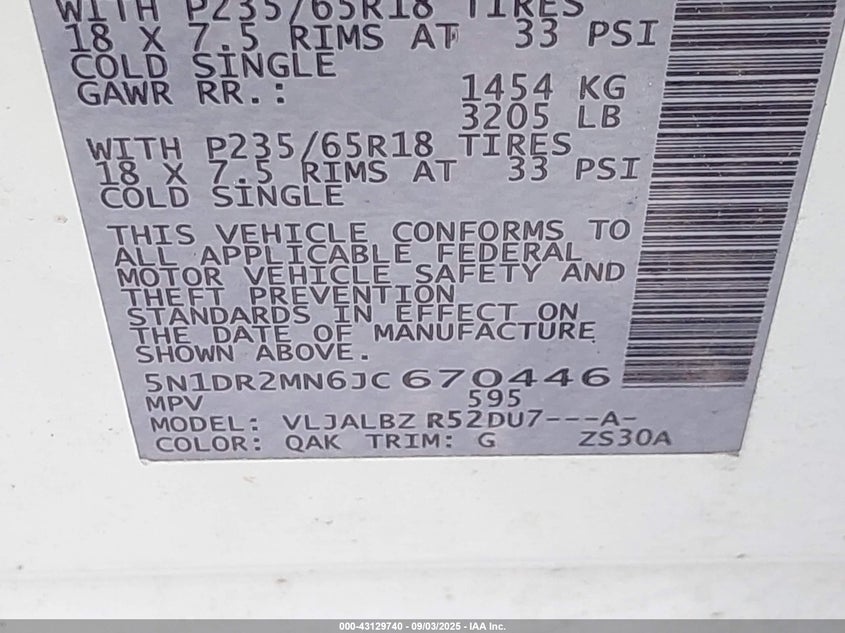 WITH P235/65R18 TIRES
18 X 7.5 RIMS AT 33 PSI
COLD SINGLE
GAWR RR.: 1454 KG
3205 LB
WITH P235/65R18 TIRES
18 X 7.5 RIMS AT 33 PSI
COLD SINGLE
THIS VEHICLE CONFORMS TO
ALL APPLICABLE FEDERAL
MOTOR VEHICLE SAFETY AND
THEFT PREVENTION
STANDARDS IN EFFECT ON
THE DATE OF MANUFACTURE
SHOWN ABOVE.
5N1DR2MN6JC670446
MPV 595
MODEL: VLJALBZ R52DU7---A-
COLOR: QAK TRIM: G ZS30A
000-43129740 - 09/03/2025 - IAA Inc.